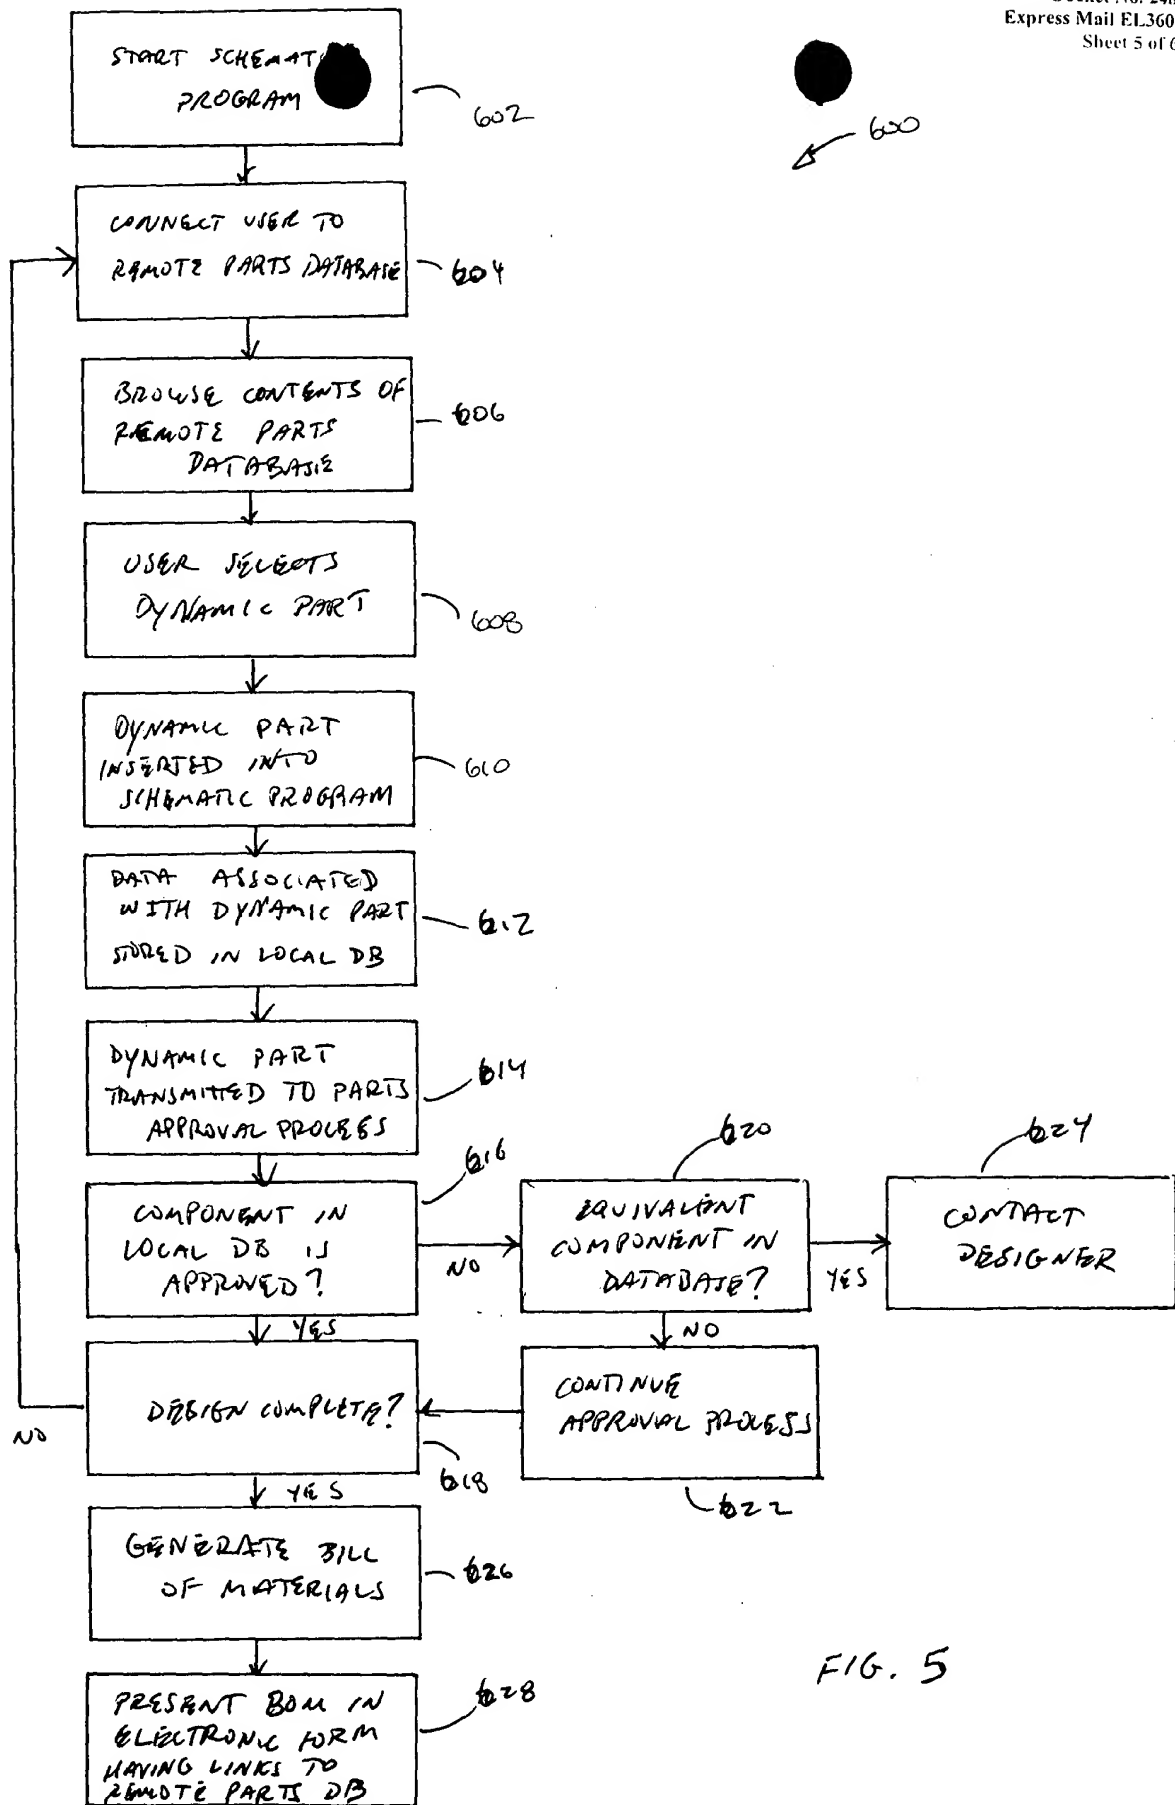 Express Mail EL360
Sheet 5 of 6
START SCHEMAT
PROGRAM
602
600
CONNECT USER TO
REMOTE PARTS DATABASE
604
BROWSE CONTENTS OF
REMOTE PARTS
DATABASE
606
USER SELECTS
DYNAMIC PART
608
DYNAMIC PART
INSERTED INTO
SCHEMATIC PROGRAM
610
DATA ASSOCIATED
WITH DYNAMIC PART
STORED IN LOCAL DB
612
DYNAMIC PART
TRANSMITTED TO PARTS
APPROVAL PROCESS
614
COMPONENT IN
LOCAL DB IS
APPROVED?
616
NO
YES
EQUIVALENT
COMPONENT IN
DATABASE?
620
YES
NO
CONTACT
DESIGNER
624
DESIGN COMPLETE?
618
NO
YES
CONTINUE
APPROVAL PROCESS
622
GENERATE BILL
OF MATERIALS
626
PRESENT BOM IN
ELECTRONIC FORM
HAVING LINKS TO
REMOTE PARTS DB
628
FIG. 5